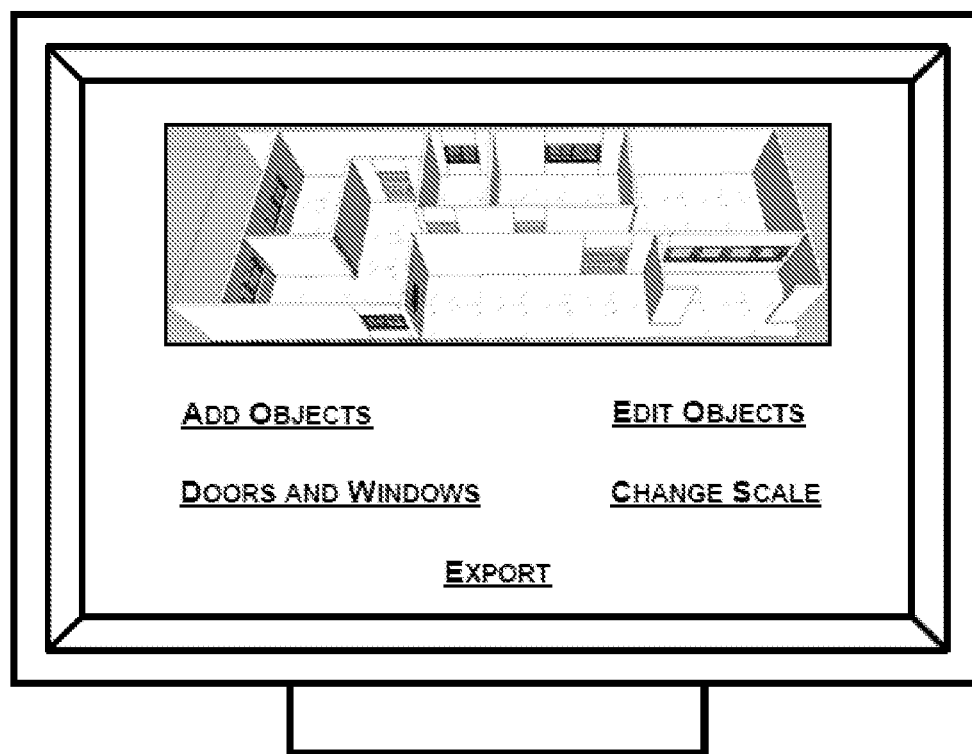 ADD OBJECTS
EDIT OBJECTS
DOORS AND WINDOWS
CHANGE SCALE
EXPORT